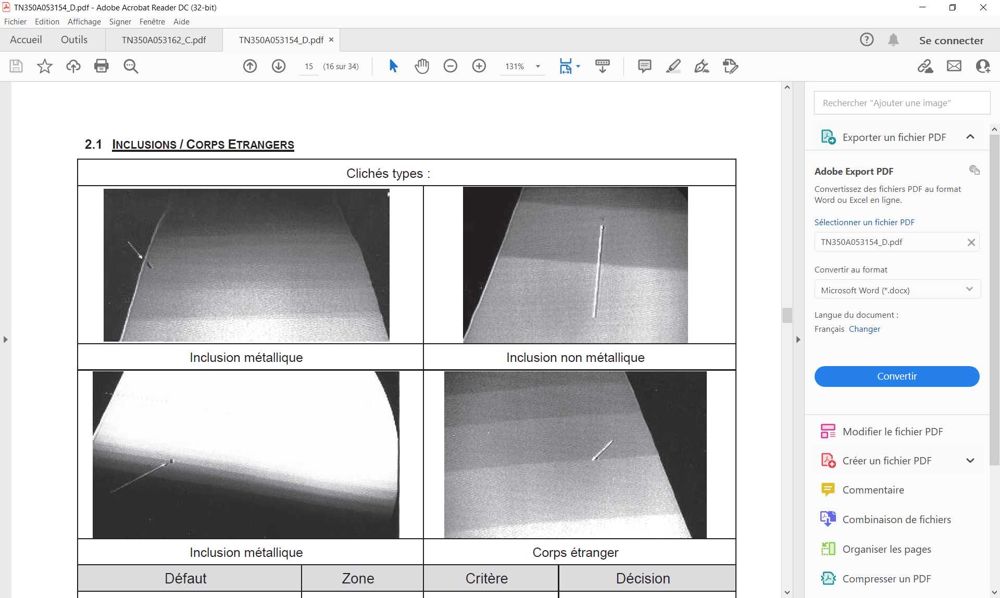 TN350A053154_D.pdf - Adobe Acrobat Reader DC (32-bit)
Fichier Edition Affichage Signer Fenêtre Aide
Accueil Outils TN350A053162_C.pdf TN350A053154_D.pdf × Se connecter
15 (16 sur 34) 131%
2.1 INCLUSIONS / CORPS ETRANGERS
Clichés types :
Inclusion métallique Inclusion non métallique
Inclusion métallique Corps étranger
Défaut Zone Critère Décision
Rechercher "Ajouter une image"
Exporter un fichier PDF
Adobe Export PDF
Convertissez des fichiers PDF au format
Word ou Excel en ligne.
Sélectionner un fichier PDF
TN350A053154_D.pdf
Convertir au format
Microsoft Word (*.docx)
Langue du document :
Français Changer
Convertir
Modifier le fichier PDF
Créer un fichier PDF
Commentaire
Combinaison de fichiers
Organiser les pages
Compresser un PDF